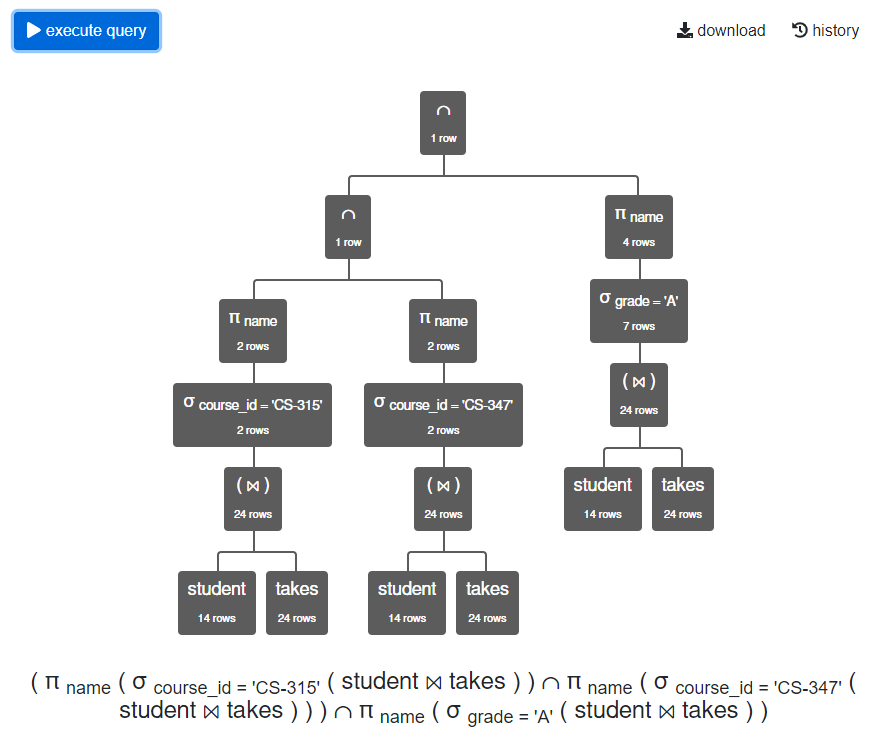 execute query
download
history
∩
1 row
∩
1 row
π name
4 rows
π name
2 rows
π name
2 rows
σ grade = 'A'
7 rows
σ course_id = 'CS-315'
2 rows
σ course_id = 'CS-347'
2 rows
( ⋈ )
24 rows
( ⋈ )
24 rows
( ⋈ )
24 rows
student
14 rows
takes
24 rows
student
14 rows
takes
24 rows
student
14 rows
takes
24 rows
( π name ( σ course_id = 'CS-315' ( student ⋈ takes ) ) ∩ π name ( σ course_id = 'CS-347' (
student ⋈ takes ) ) ) ∩ π name ( σ grade = 'A' ( student ⋈ takes ) )